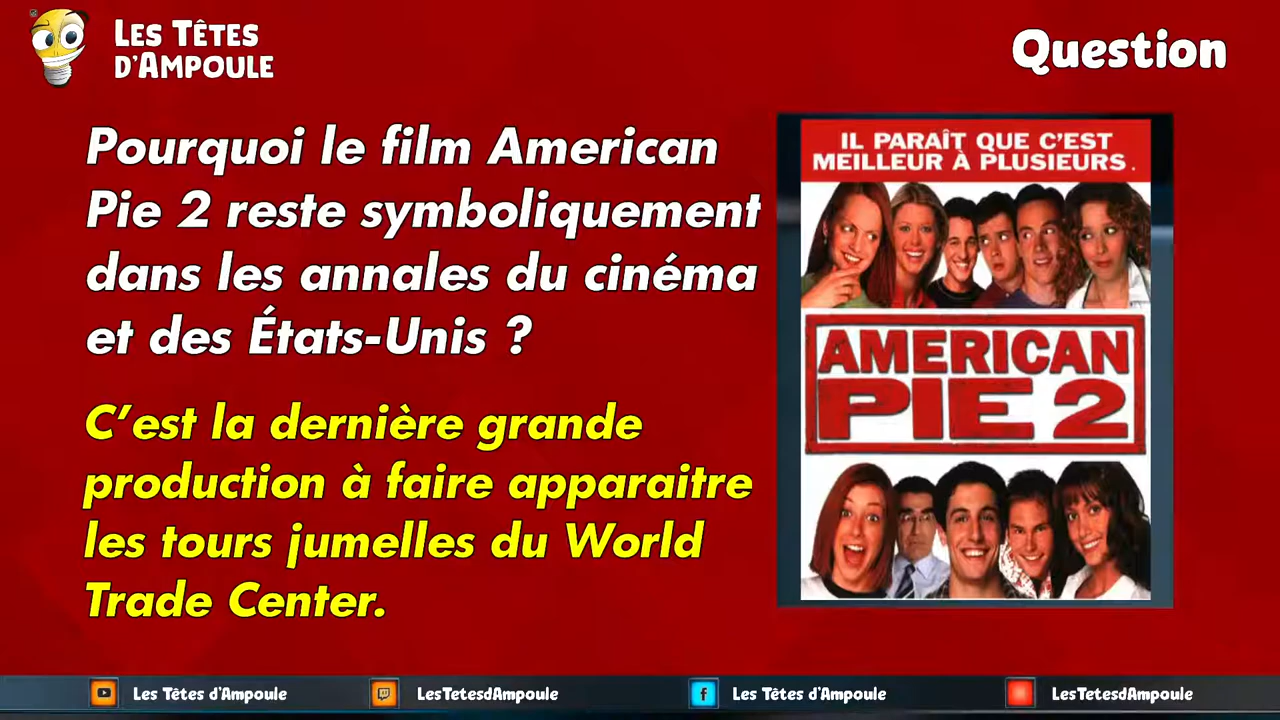 LES TÊTES
D'AMPOULE
Question
Pourquoi le film American
Pie 2 reste symboliquement
dans les annales du cinéma
et des États-Unis ?
C'est la dernière grande
production à faire apparaitre
les tours jumelles du World
Trade Center.
IL PARAÎT QUE C'EST
MEILLEUR À PLUSIEURS.
AMERICAN
PIE 2
Les Têtes d'Ampoule
LesTetesdAmpoule
Les Têtes d'Ampoule
LesTetesdAmpoule